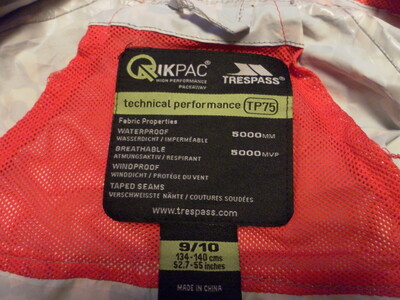 QIKPAC
HIGH PERFORMANCE
PACKAWAY
TRESPASS®
technical performance TP75
Fabric Properties
WATERPROOF 5000MM
WASSERDICHT / IMPERMÉABLE
BREATHABLE 5000MVP
ATMUNGSAKTIV / RESPIRANT
WINDPROOF
WINDDICHT / PROTÉGE DU VENT
TAPED SEAMS
VERSCHWEISSTE NÄHTE / COUTURES SOUDÉES
www.trespass.com
9/10
134-140 cms
52.7-55 inches
MADE IN CHINA